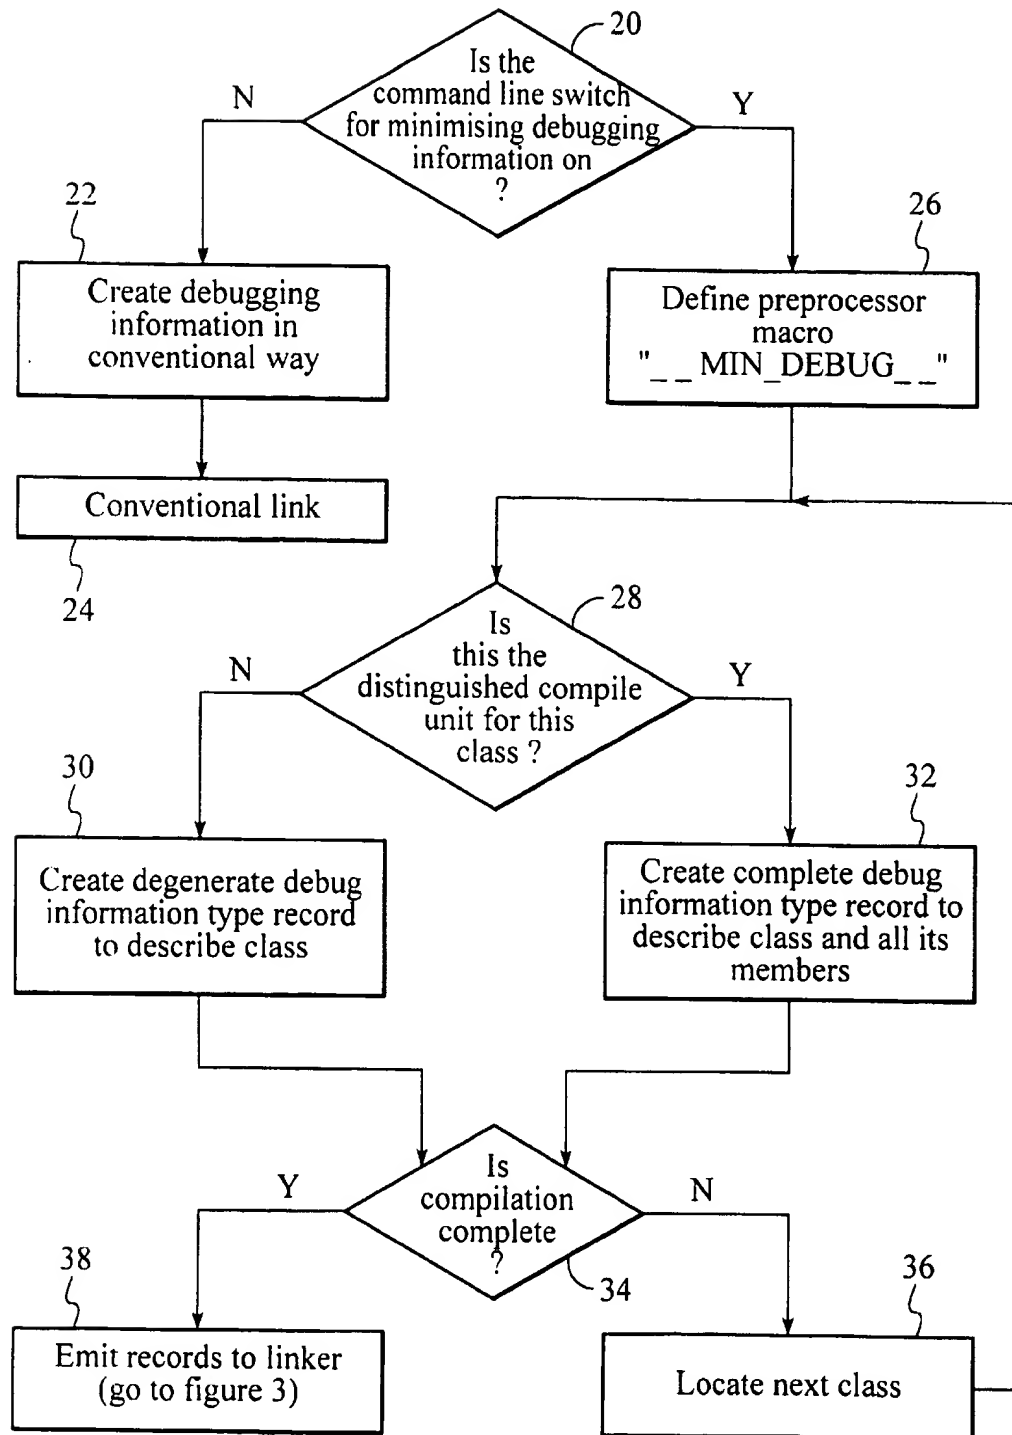 20
Is the
command line switch
for minimising debugging
information on
?
N
Y
22
Create debugging
information in
conventional way
26
Define preprocessor
macro
"_ _ MIN_DEBUG_ _"
Conventional link
24
28
Is
this the
distinguished compile
unit for this
class ?
N
Y
30
Create degenerate debug
information type record
to describe class
32
Create complete debug
information type record to
describe class and all its
members
Is
compilation
complete
?
34
Y
N
38
Emit records to linker
(go to figure 3)
36
Locate next class